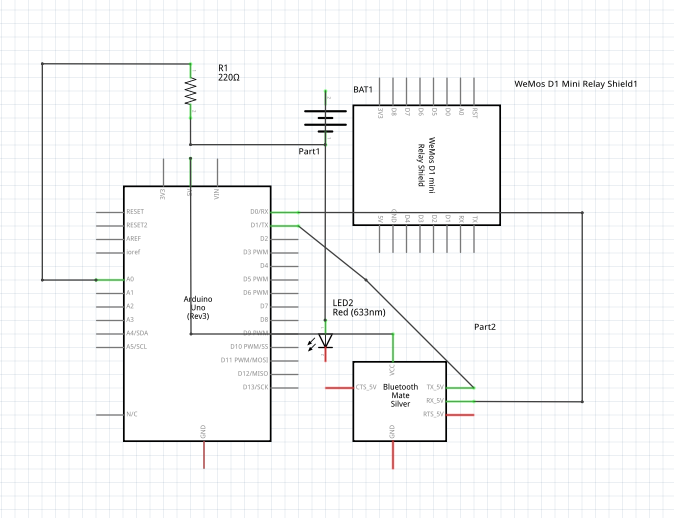 R1
220Ω
BAT1
WeMos D1 Mini Relay Shield1
3V3
D8
D7
D6
D5
D0
A0
RST
WeMos D1 mini
Relay Shield
Part1
5V
GND
D4
D3
D2
D1
RX
TX
3V3
5V
VIN
RESET
RESET2
AREF
ioref
A0
A1
A2
A3
A4/SDA
A5/SCL
N/C
Arduino
Uno
(Rev3)
D0/RX
D1/TX
D2
D3 PWM
D4
D5 PWM
D6 PWM
D7
D8
D9 PWM
D10 PWM/SS
D11 PWM/MOSI
D12/MISO
D13/SCK
GND
LED2
Red (633nm)
Part2
VCC
CTS_5V
Bluetooth
Mate
Silver
TX_5V
RX_5V
RTS_5V
GND